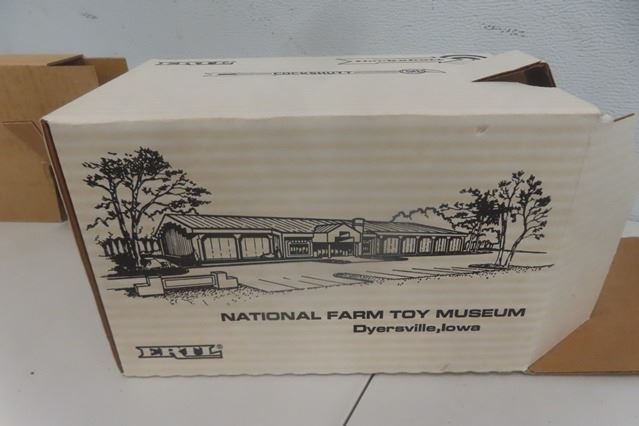 ERTL
COCKSHUTT
NATIONAL FARM TOY MUSEUM
Dyersville,Iowa
ERTL®